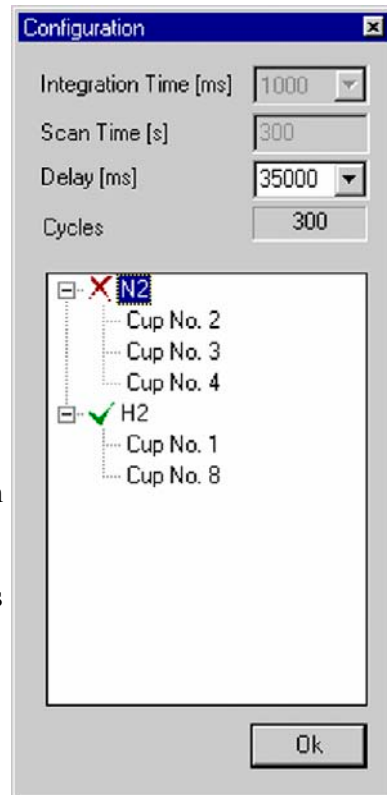 Configuration
Integration Time [ms] 1000
Scan Time [s] 300
Delay [ms] 35000
Cycles 300
N2
Cup No. 2
Cup No. 3
Cup No. 4
H2
Cup No. 1
Cup No. 8
Ok